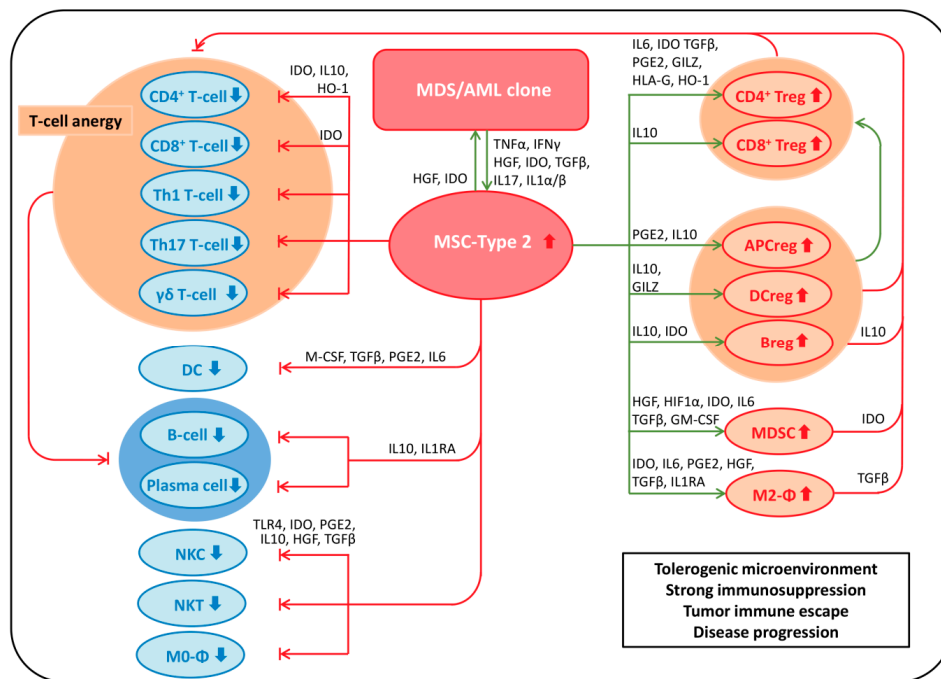 T-cell anergy
CD4⁺ T-cell
CD8⁺ T-cell
Th1 T-cell
Th17 T-cell
γδ T-cell
IDO, IL10,
HO-1
IDO
MDS/AML clone
HGF, IDO
TNFα, IFNγ
HGF, IDO, TGFβ,
IL17, IL1α/β
MSC-Type 2
DC
M-CSF, TGFβ, PGE2, IL6
B-cell
Plasma cell
IL10, IL1RA
TLR4, IDO, PGE2,
IL10, HGF, TGFβ
NKC
NKT
M0-Φ
IL6, IDO TGFβ,
PGE2, GILZ,
HLA-G, HO-1
CD4⁺ Treg
IL10
CD8⁺ Treg
PGE2, IL10
APCreg
IL10,
GILZ
DCreg
IL10, IDO
Breg
IL10
HGF, HIF1α, IDO, IL6
TGFβ, GM-CSF
MDSC
IDO
IDO, IL6, PGE2, HGF,
TGFβ, IL1RA
M2-Φ
TGFβ
Tolerogenic microenvironment
Strong immunosuppression
Tumor immune escape
Disease progression